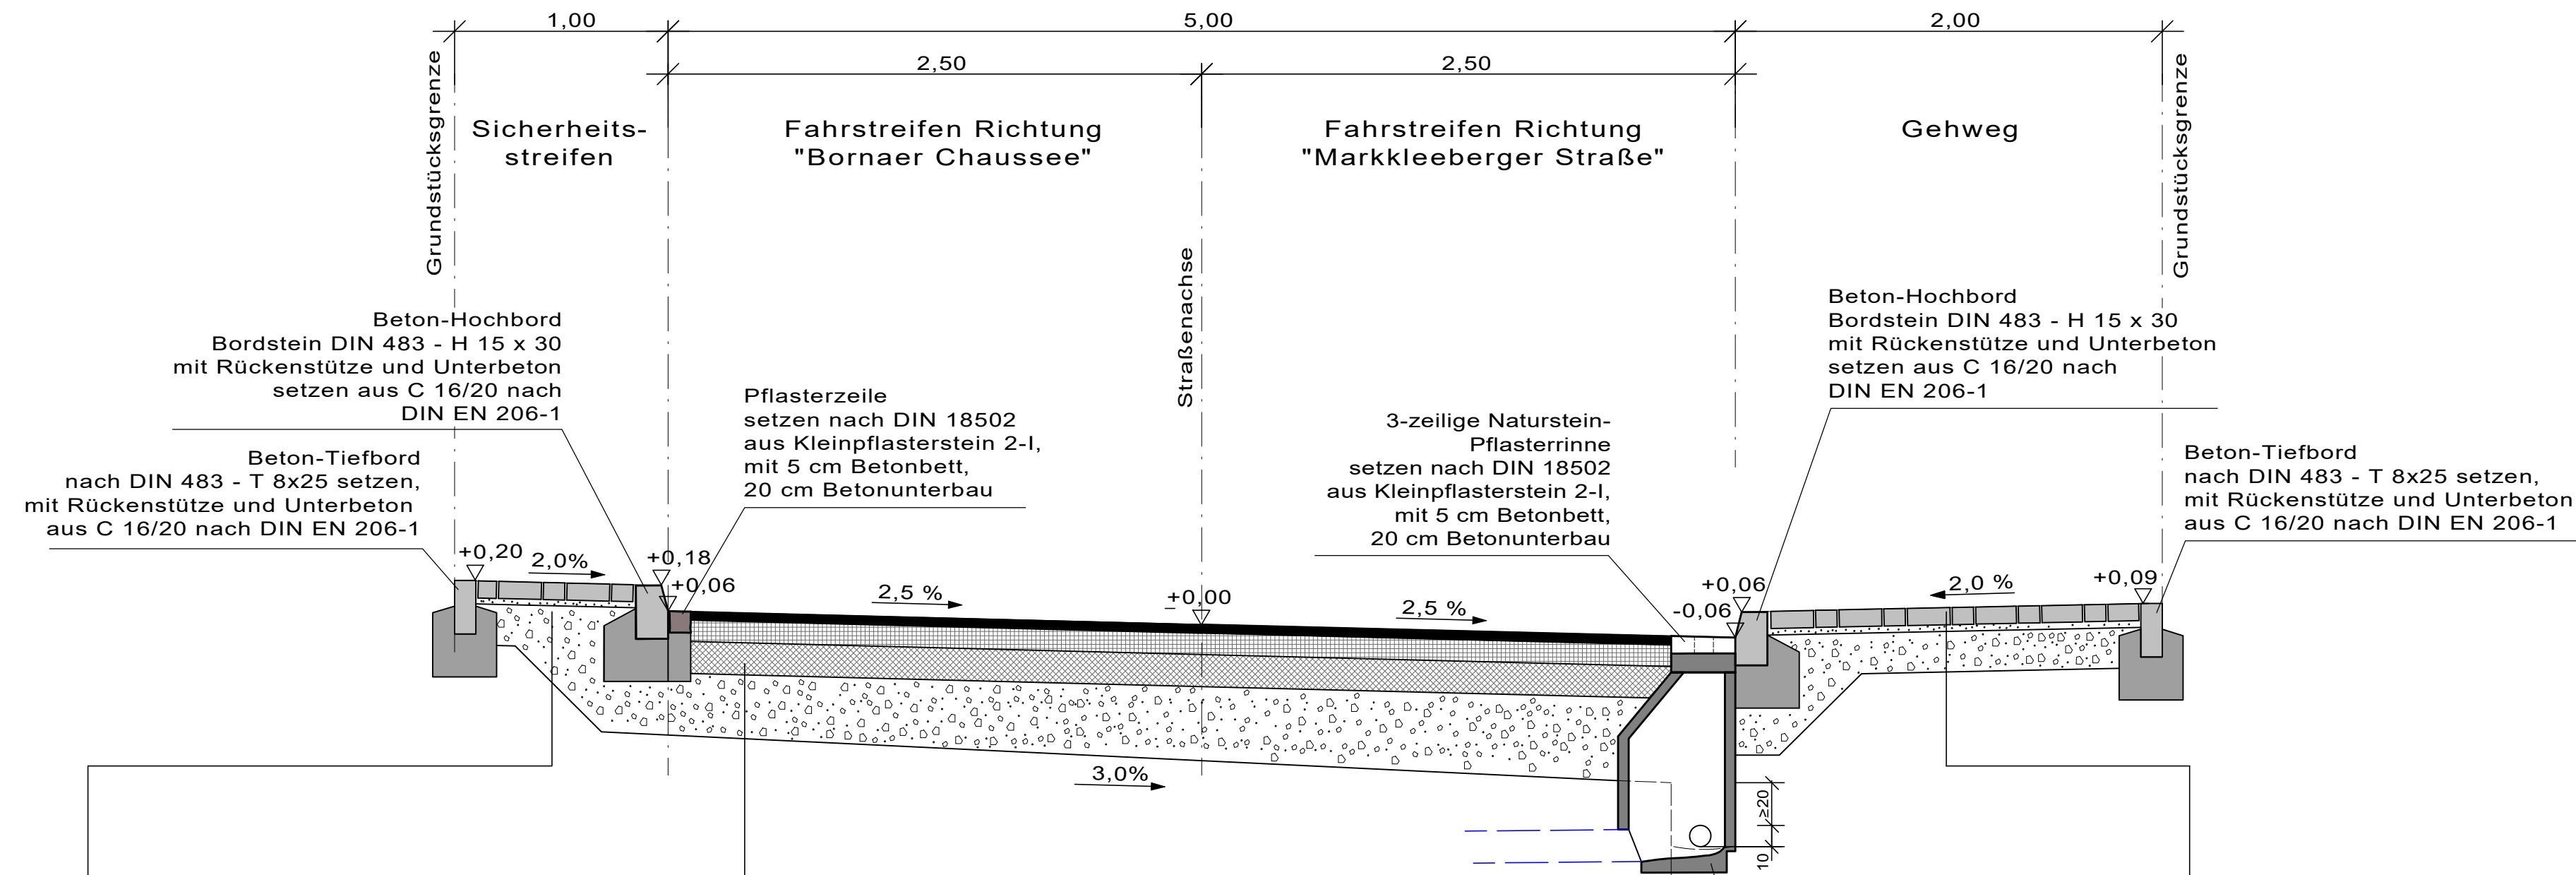 1,00
5,00
2,00
2,50
2,50
Grundstücksgrenze
Sicherheits-
streifen
Fahrstreifen Richtung
"Bornaer Chaussee"
Fahrstreifen Richtung
"Markkleeberger Straße"
Gehweg
Grundstücksgrenze
Straßenachse
Beton-Hochbord
Bordstein DIN 483 - H 15 x 30
mit Rückenstütze und Unterbeton
setzen aus C 16/20 nach
DIN EN 206-1
Beton-Tiefbord
nach DIN 483 - T 8x25 setzen,
mit Rückenstütze und Unterbeton
aus C 16/20 nach DIN EN 206-1
Pflasterzeile
setzen nach DIN 18502
aus Kleinpflasterstein 2-I,
mit 5 cm Betonbett,
20 cm Betonunterbau
3-zeilige Naturstein-
Pflasterrinne
setzen nach DIN 18502
aus Kleinpflasterstein 2-I,
mit 5 cm Betonbett,
20 cm Betonunterbau
Beton-Hochbord
Bordstein DIN 483 - H 15 x 30
mit Rückenstütze und Unterbeton
setzen aus C 16/20 nach
DIN EN 206-1
Beton-Tiefbord
nach DIN 483 - T 8x25 setzen,
mit Rückenstütze und Unterbeton
aus C 16/20 nach DIN EN 206-1
+0,20
2,0%
+0,18
+0,06
2,5 %
±0,00
2,5 %
+0,06
-0,06
2,0 %
+0,09
3,0%
≥20
10